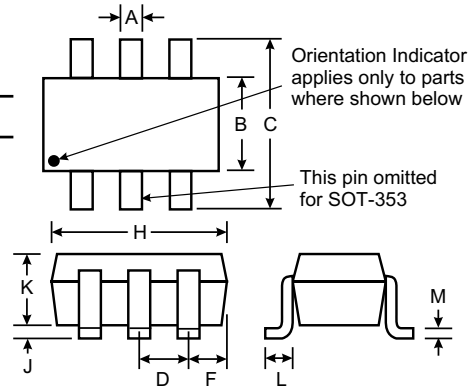 A
Orientation Indicator
applies only to parts
where shown below
B
C
This pin omitted
for SOT-353
H
K
M
J
D
F
L